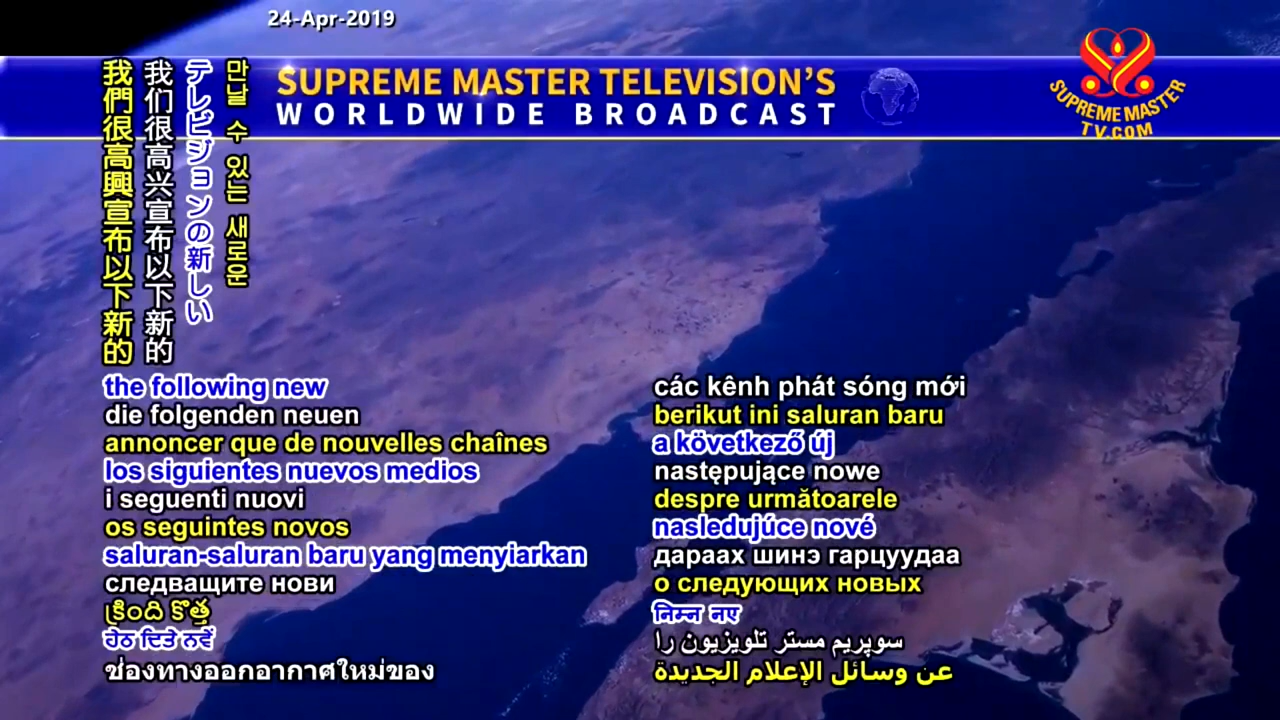 24-Apr-2019
SUPREME MASTER TELEVISION'S
WORLDWIDE BROADCAST
SUPREME MASTER
TV.COM
我們很高興宣布以下新的
我们很高兴宣布以下新的
テレビジョンの新しい
만날 수 있는 새로운
the following new
die folgenden neuen
annoncer que de nouvelles chaînes
los siguientes nuevos medios
i seguenti nuovi
os seguintes novos
saluran-saluran baru yang menyiarkan
следващите нови
క్రింది కొత్త
ਹੇਠ ਦਿਤੇ ਨਵੇਂ
ช่องทางออกอากาศใหม่ของ
các kênh phát sóng mới
berikut ini saluran baru
a következő új
następujące nowe
despre următoarele
nasledujúce nové
дараах шинэ гарцуудаа
о следующих новых
निम्न नए
سوپریم مستر تلویزیون را
عن وسائل الإعلام الجديدة